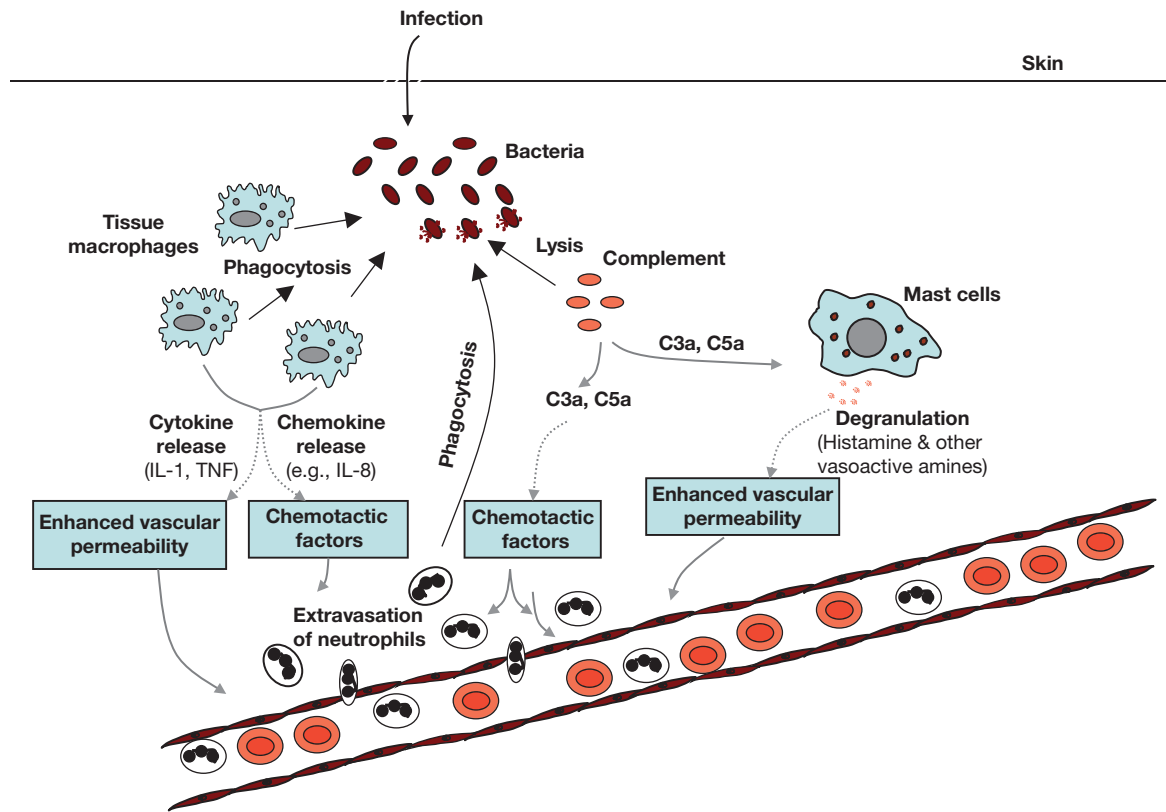 Infection
Skin
Bacteria
Tissue
macrophages
Phagocytosis
Lysis
Complement
Mast cells
C3a, C5a
C3a, C5a
Phagocytosis
Cytokine
release
(IL-1, TNF)
Chemokine
release
(e.g., IL-8)
Degranulation
(Histamine & other
vasoactive amines)
Enhanced vascular
permeability
Chemotactic
factors
Chemotactic
factors
Enhanced vascular
permeability
Extravasation
of neutrophils